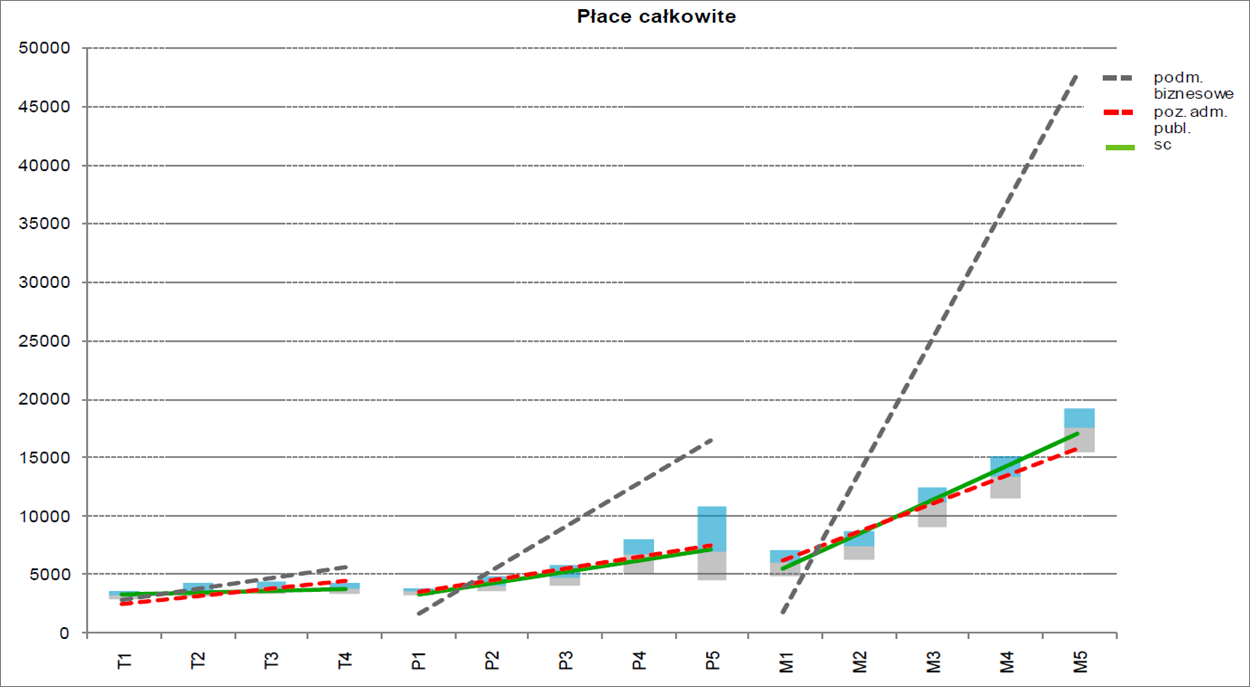 Płace całkowite
50000
45000
40000
35000
30000
25000
20000
15000
10000
5000
0
T1 T2 T3 T4 P1 P2 P3 P4 P5 M1 M2 M3 M4 M5
podm.
biznesowe
poz. adm.
publ.
sc